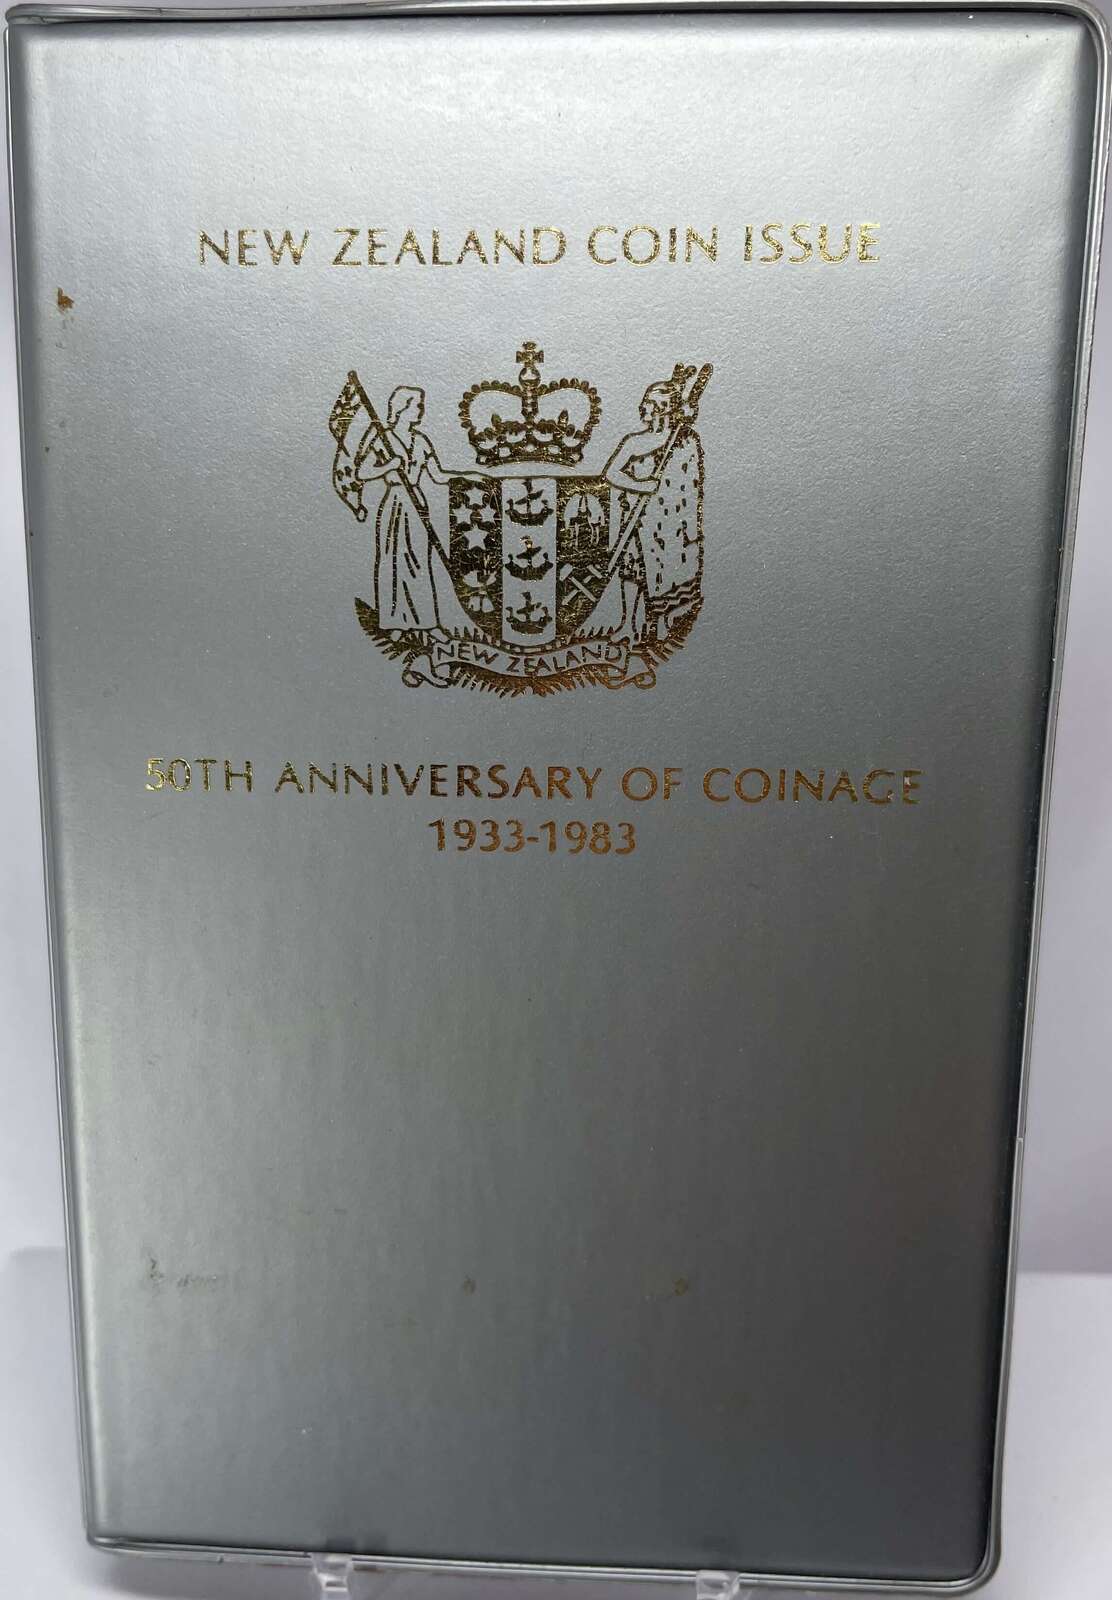 NEW ZEALAND COIN ISSUE
NEW ZEALAND
50TH ANNIVERSARY OF COINAGE
1933-1983